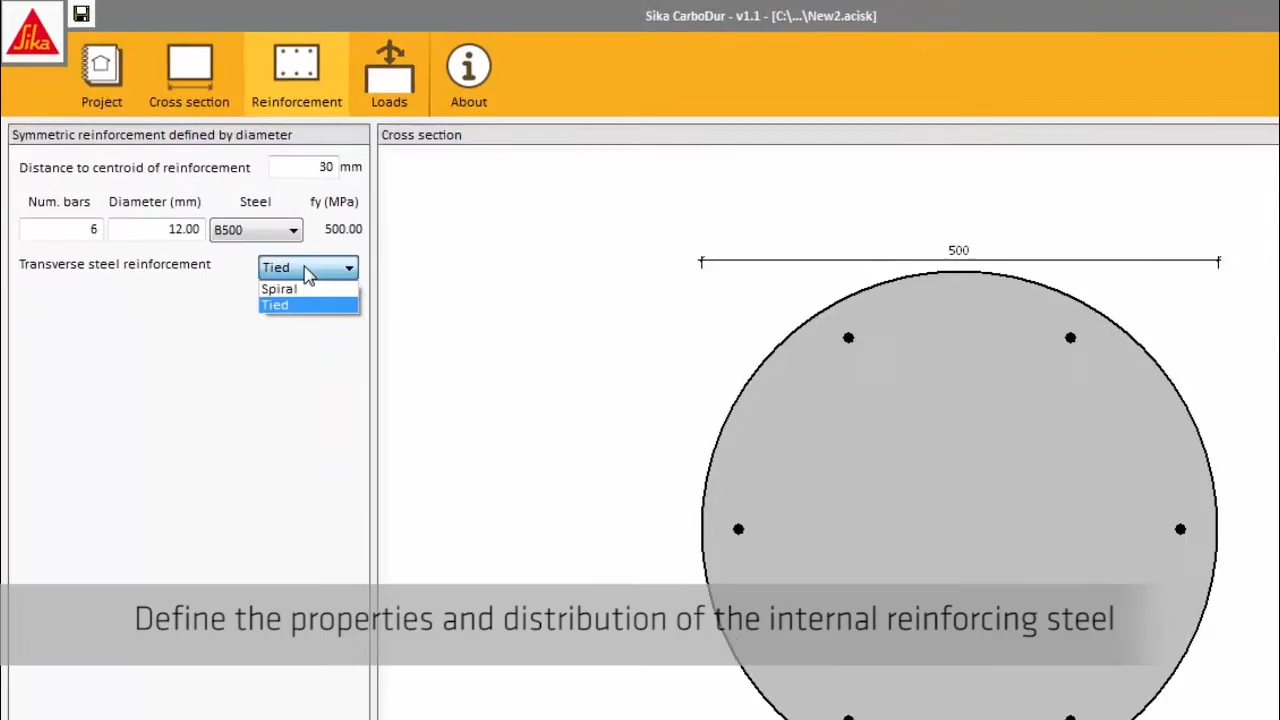 Sika CarboDur - v1.1 - [C:\...\New2.acisk]
Sika
Project
Cross section
Reinforcement
Loads
About
Symmetric reinforcement defined by diameter
Cross section
Distance to centroid of reinforcement 30 mm
Num. bars Diameter (mm) Steel fy (MPa)
6 12.00 B500 500.00
Transverse steel reinforcement Tied
Spiral
Tied
500
Define the properties and distribution of the internal reinforcing steel